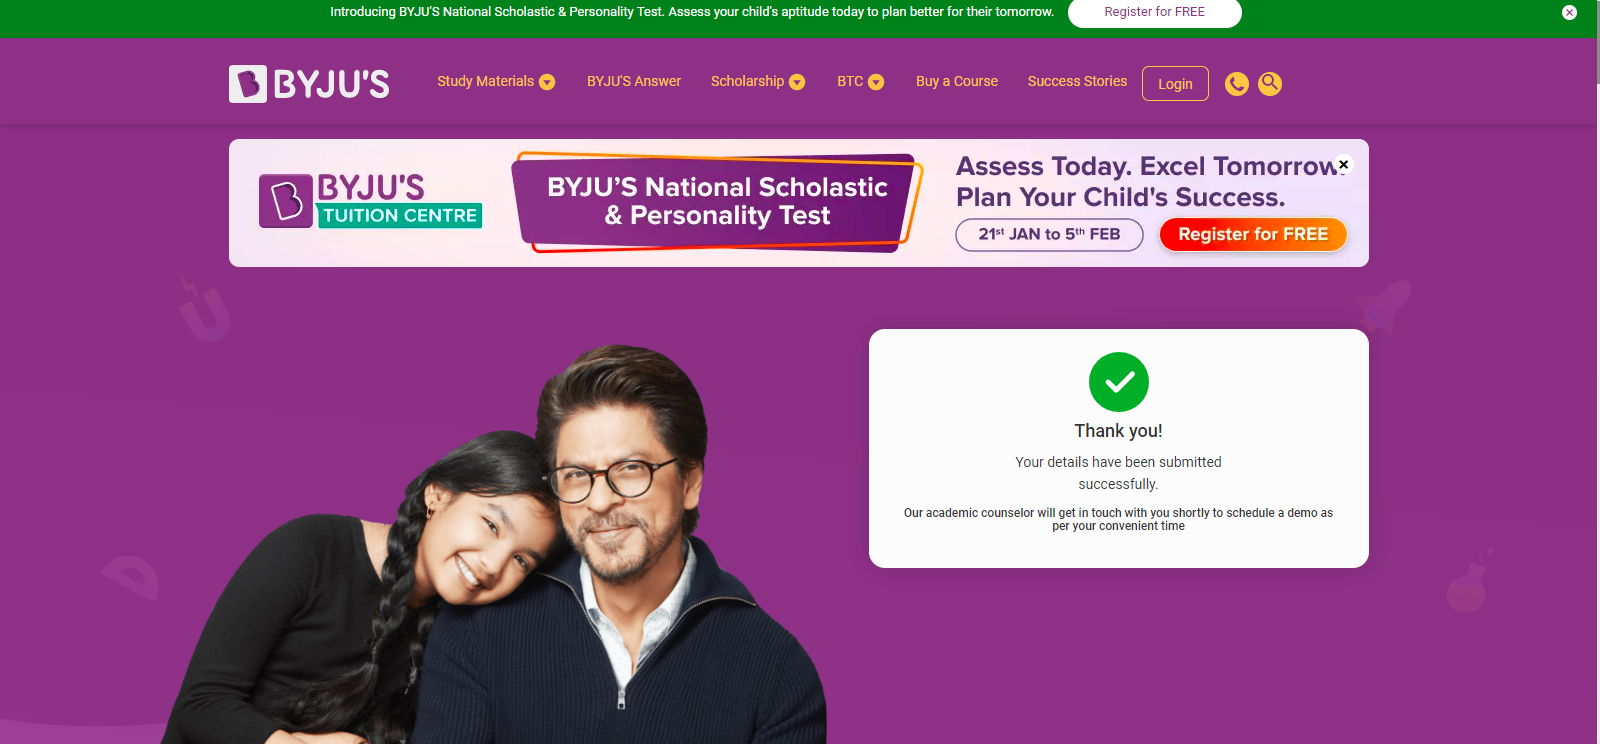 Introducing BYJU'S National Scholastic & Personality Test. Assess your child's aptitude today to plan better for their tomorrow.
Register for FREE
BYJU'S
Study Materials
BYJU'S Answer
Scholarship
BTC
Buy a Course
Success Stories
Login
BYJU'S
TUITION CENTRE
BYJU'S National Scholastic
& Personality Test
Assess Today. Excel Tomorrow.
Plan Your Child's Success.
21st JAN to 5th FEB
Register for FREE
Thank you!
Your details have been submitted
successfully.
Our academic counselor will get in touch with you shortly to schedule a demo as
per your convenient time